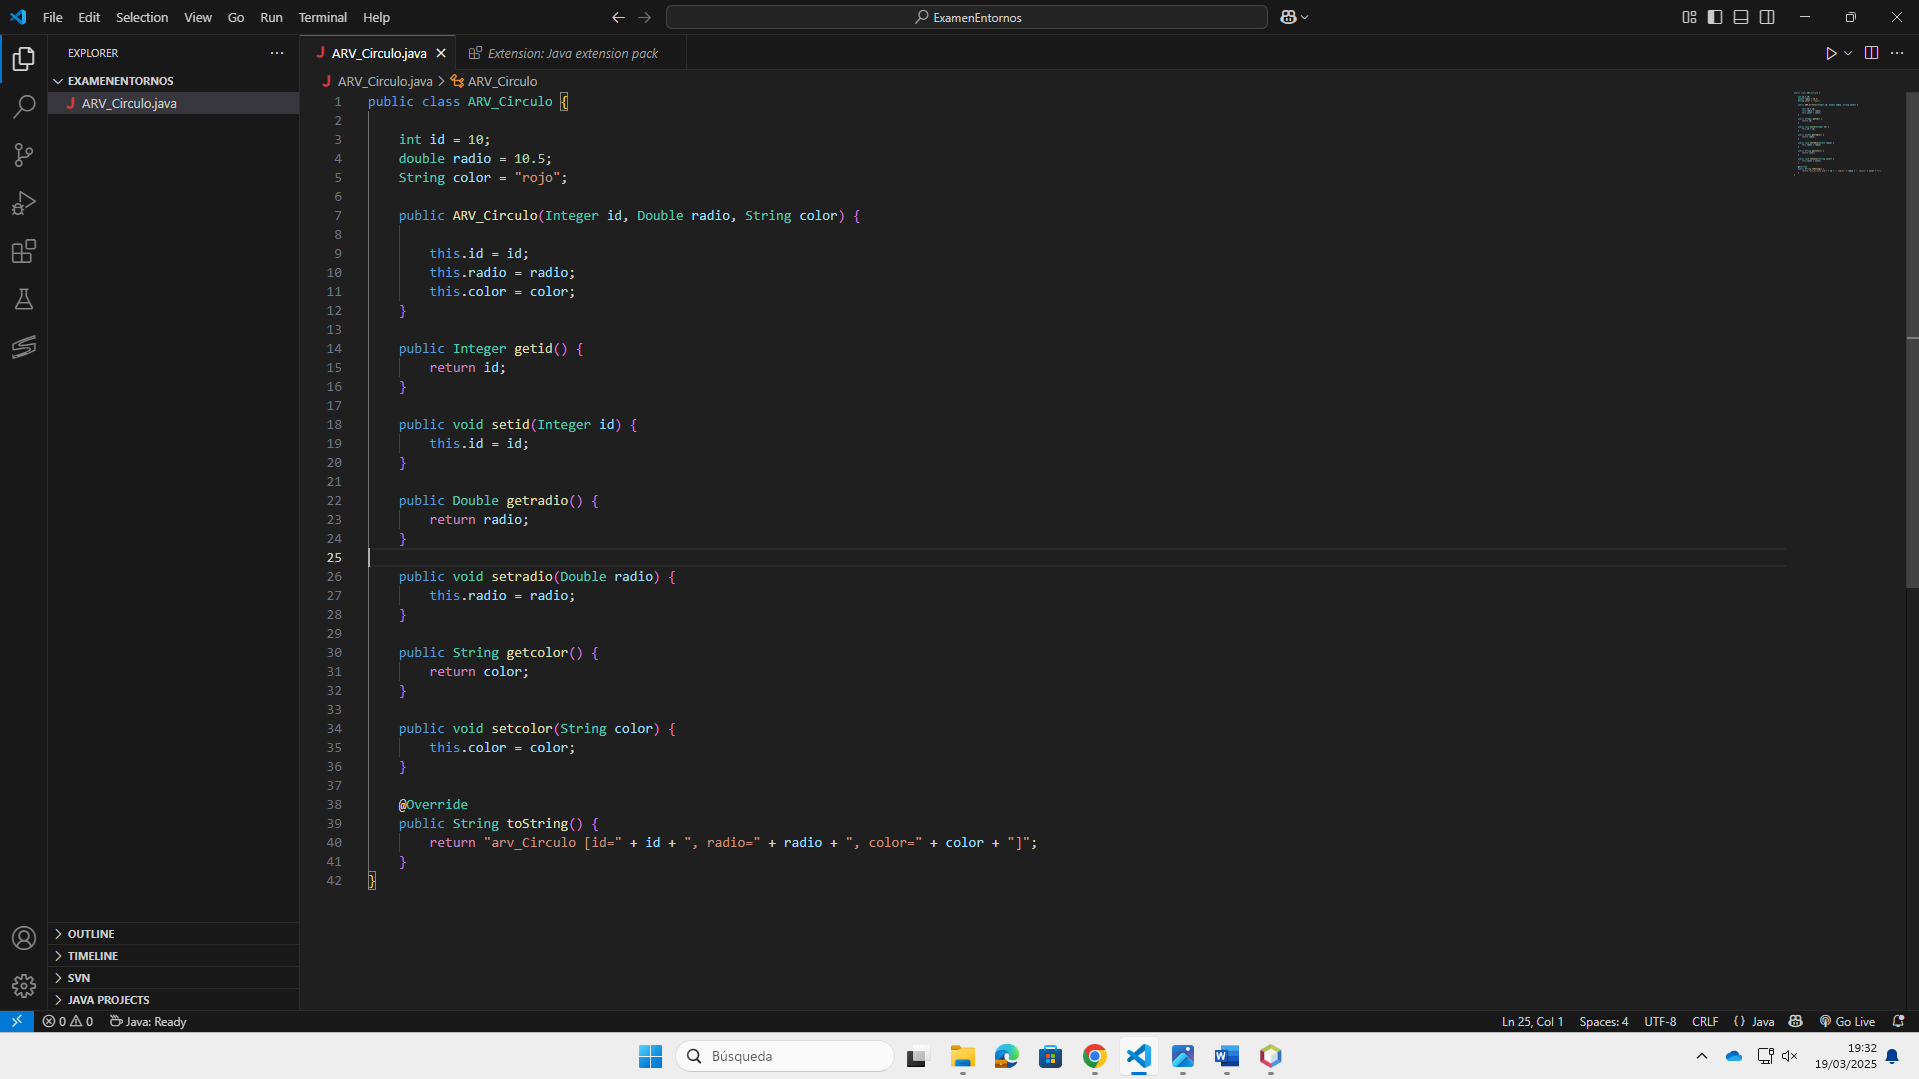 File Edit Selection View Go Run Terminal Help
ExamenEntornos
EXPLORER
EXAMENENTORNOS
ARV_Circulo.java
ARV_Circulo.java
Extension: Java extension pack
ARV_Circulo.java > ARV_Circulo
1 public class ARV_Circulo {
2
3 int id = 10;
4 double radio = 10.5;
5 String color = "rojo";
6
7 public ARV_Circulo(Integer id, Double radio, String color) {
8
9 this.id = id;
10 this.radio = radio;
11 this.color = color;
12 }
13
14 public Integer getid() {
15 return id;
16 }
17
18 public void setid(Integer id) {
19 this.id = id;
20 }
21
22 public Double getradio() {
23 return radio;
24 }
25
26 public void setradio(Double radio) {
27 this.radio = radio;
28 }
29
30 public String getcolor() {
31 return color;
32 }
33
34 public void setcolor(String color) {
35 this.color = color;
36 }
37
38 @Override
39 public String toString() {
40 return "arv_Circulo [id=" + id + ", radio=" + radio + ", color=" + color + "]";
41 }
42 }
OUTLINE
TIMELINE
SVN
JAVA PROJECTS
0 0 Java: Ready
Ln 25, Col 1 Spaces: 4 UTF-8 CRLF {} Java Go Live
Búsqueda
19:32
19/03/2025